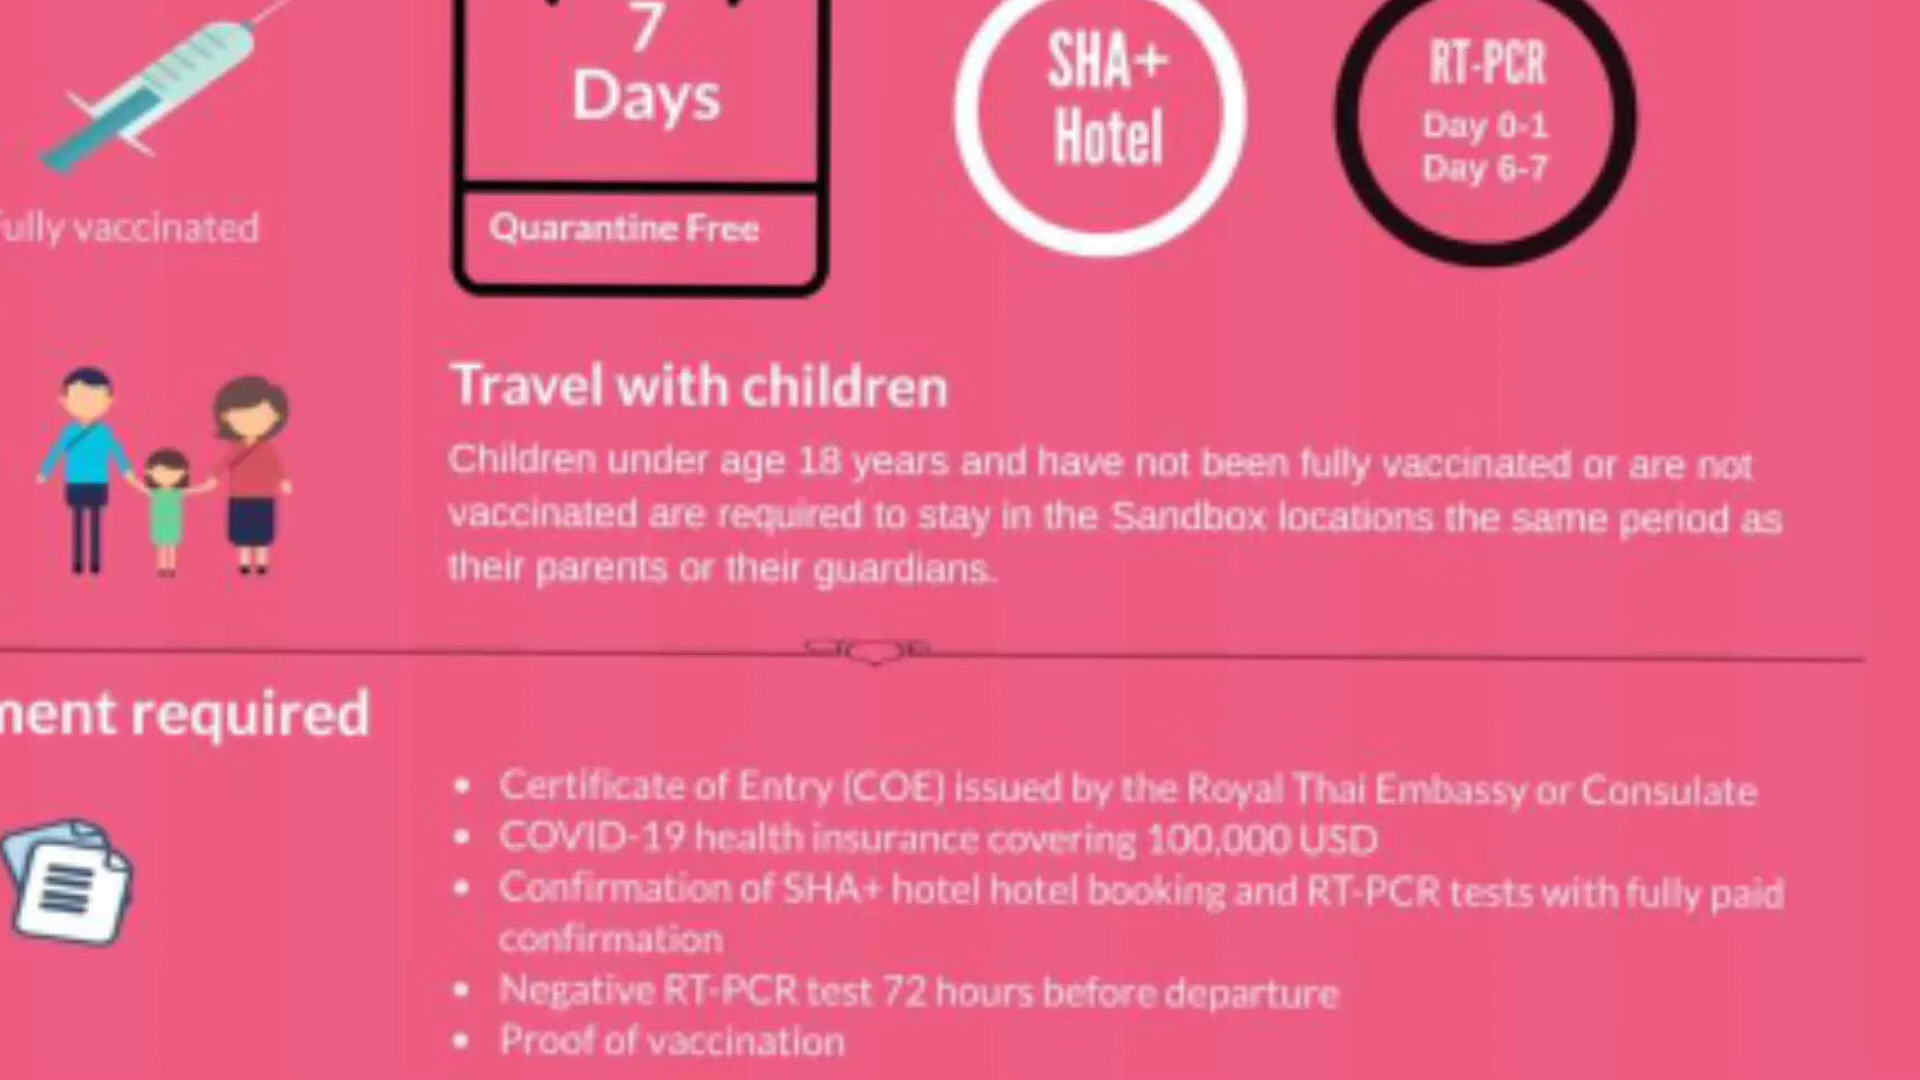 7
Days
Quarantine Free
SHA+
Hotel
RT-PCR
Day 0-1
Day 6-7
ully vaccinated
Travel with children
Children under age 18 years and have not been fully vaccinated or are not
vaccinated are required to stay in the Sandbox locations the same period as
their parents or their guardians.
ment required
• Certificate of Entry (COE) issued by the Royal Thai Embassy or Consulate
• COVID-19 health insurance covering 100,000 USD
• Confirmation of SHA+ hotel hotel booking and RT-PCR tests with fully paid
confirmation
• Negative RT-PCR test 72 hours before departure
• Proof of vaccination